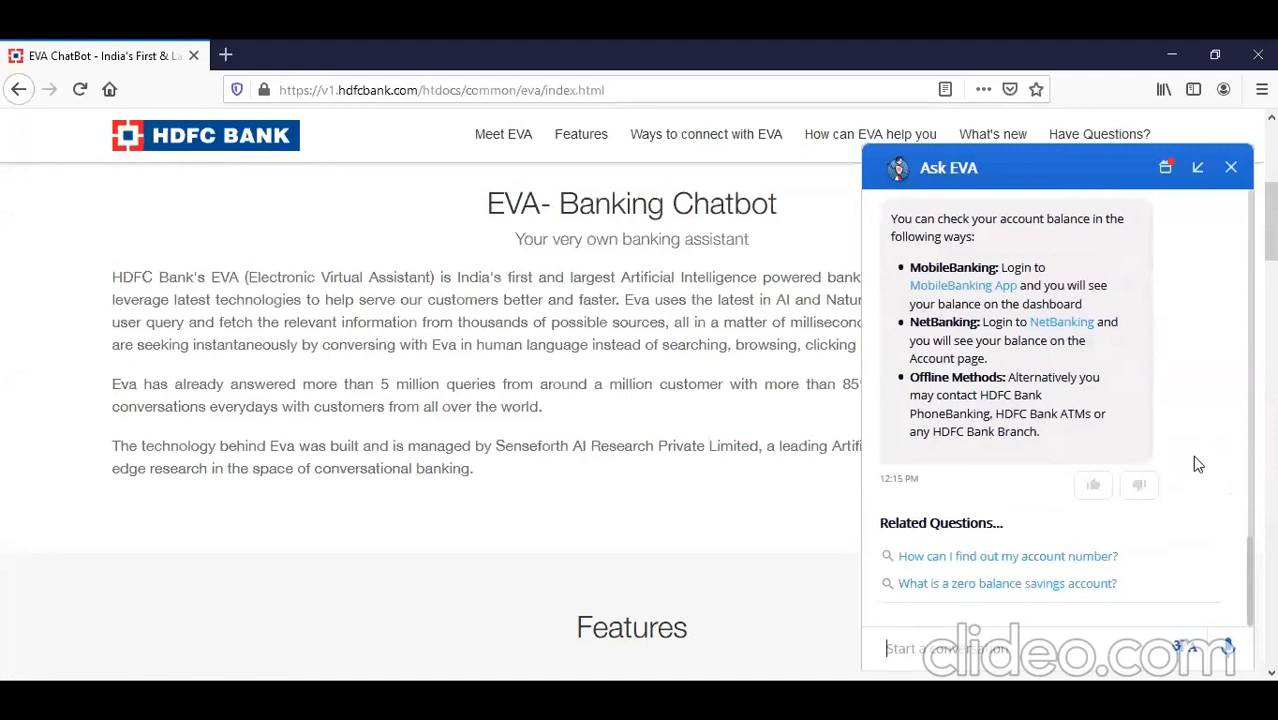 EVA ChatBot - India's First & La
https://v1.hdfcbank.com/htdocs/common/eva/index.html
HDFC BANK
Meet EVA
Features
Ways to connect with EVA
How can EVA help you
What's new
Have Questions?
EVA- Banking Chatbot
Your very own banking assistant
HDFC Bank's EVA (Electronic Virtual Assistant) is India's first and largest Artificial Intelligence powered bank
leverage latest technologies to help serve our customers better and faster. Eva uses the latest in AI and Natur
user query and fetch the relevant information from thousands of possible sources, all in a matter of millisecon
are seeking instantaneously by conversing with Eva in human language instead of searching, browsing, clicking
Eva has already answered more than 5 million queries from around a million customer with more than 85
conversations everydays with customers from all over the world.
The technology behind Eva was built and is managed by Senseforth AI Research Private Limited, a leading Artif
edge research in the space of conversational banking.
Features
Ask EVA
You can check your account balance in the
following ways:
• MobileBanking: Login to
MobileBanking App and you will see
your balance on the dashboard
• NetBanking: Login to NetBanking and
you will see your balance on the
Account page.
• Offline Methods: Alternatively you
may contact HDFC Bank
PhoneBanking, HDFC Bank ATMs or
any HDFC Bank Branch.
12:15 PM
Related Questions...
How can I find out my account number?
What is a zero balance savings account?
Start a conversation
clideo.com